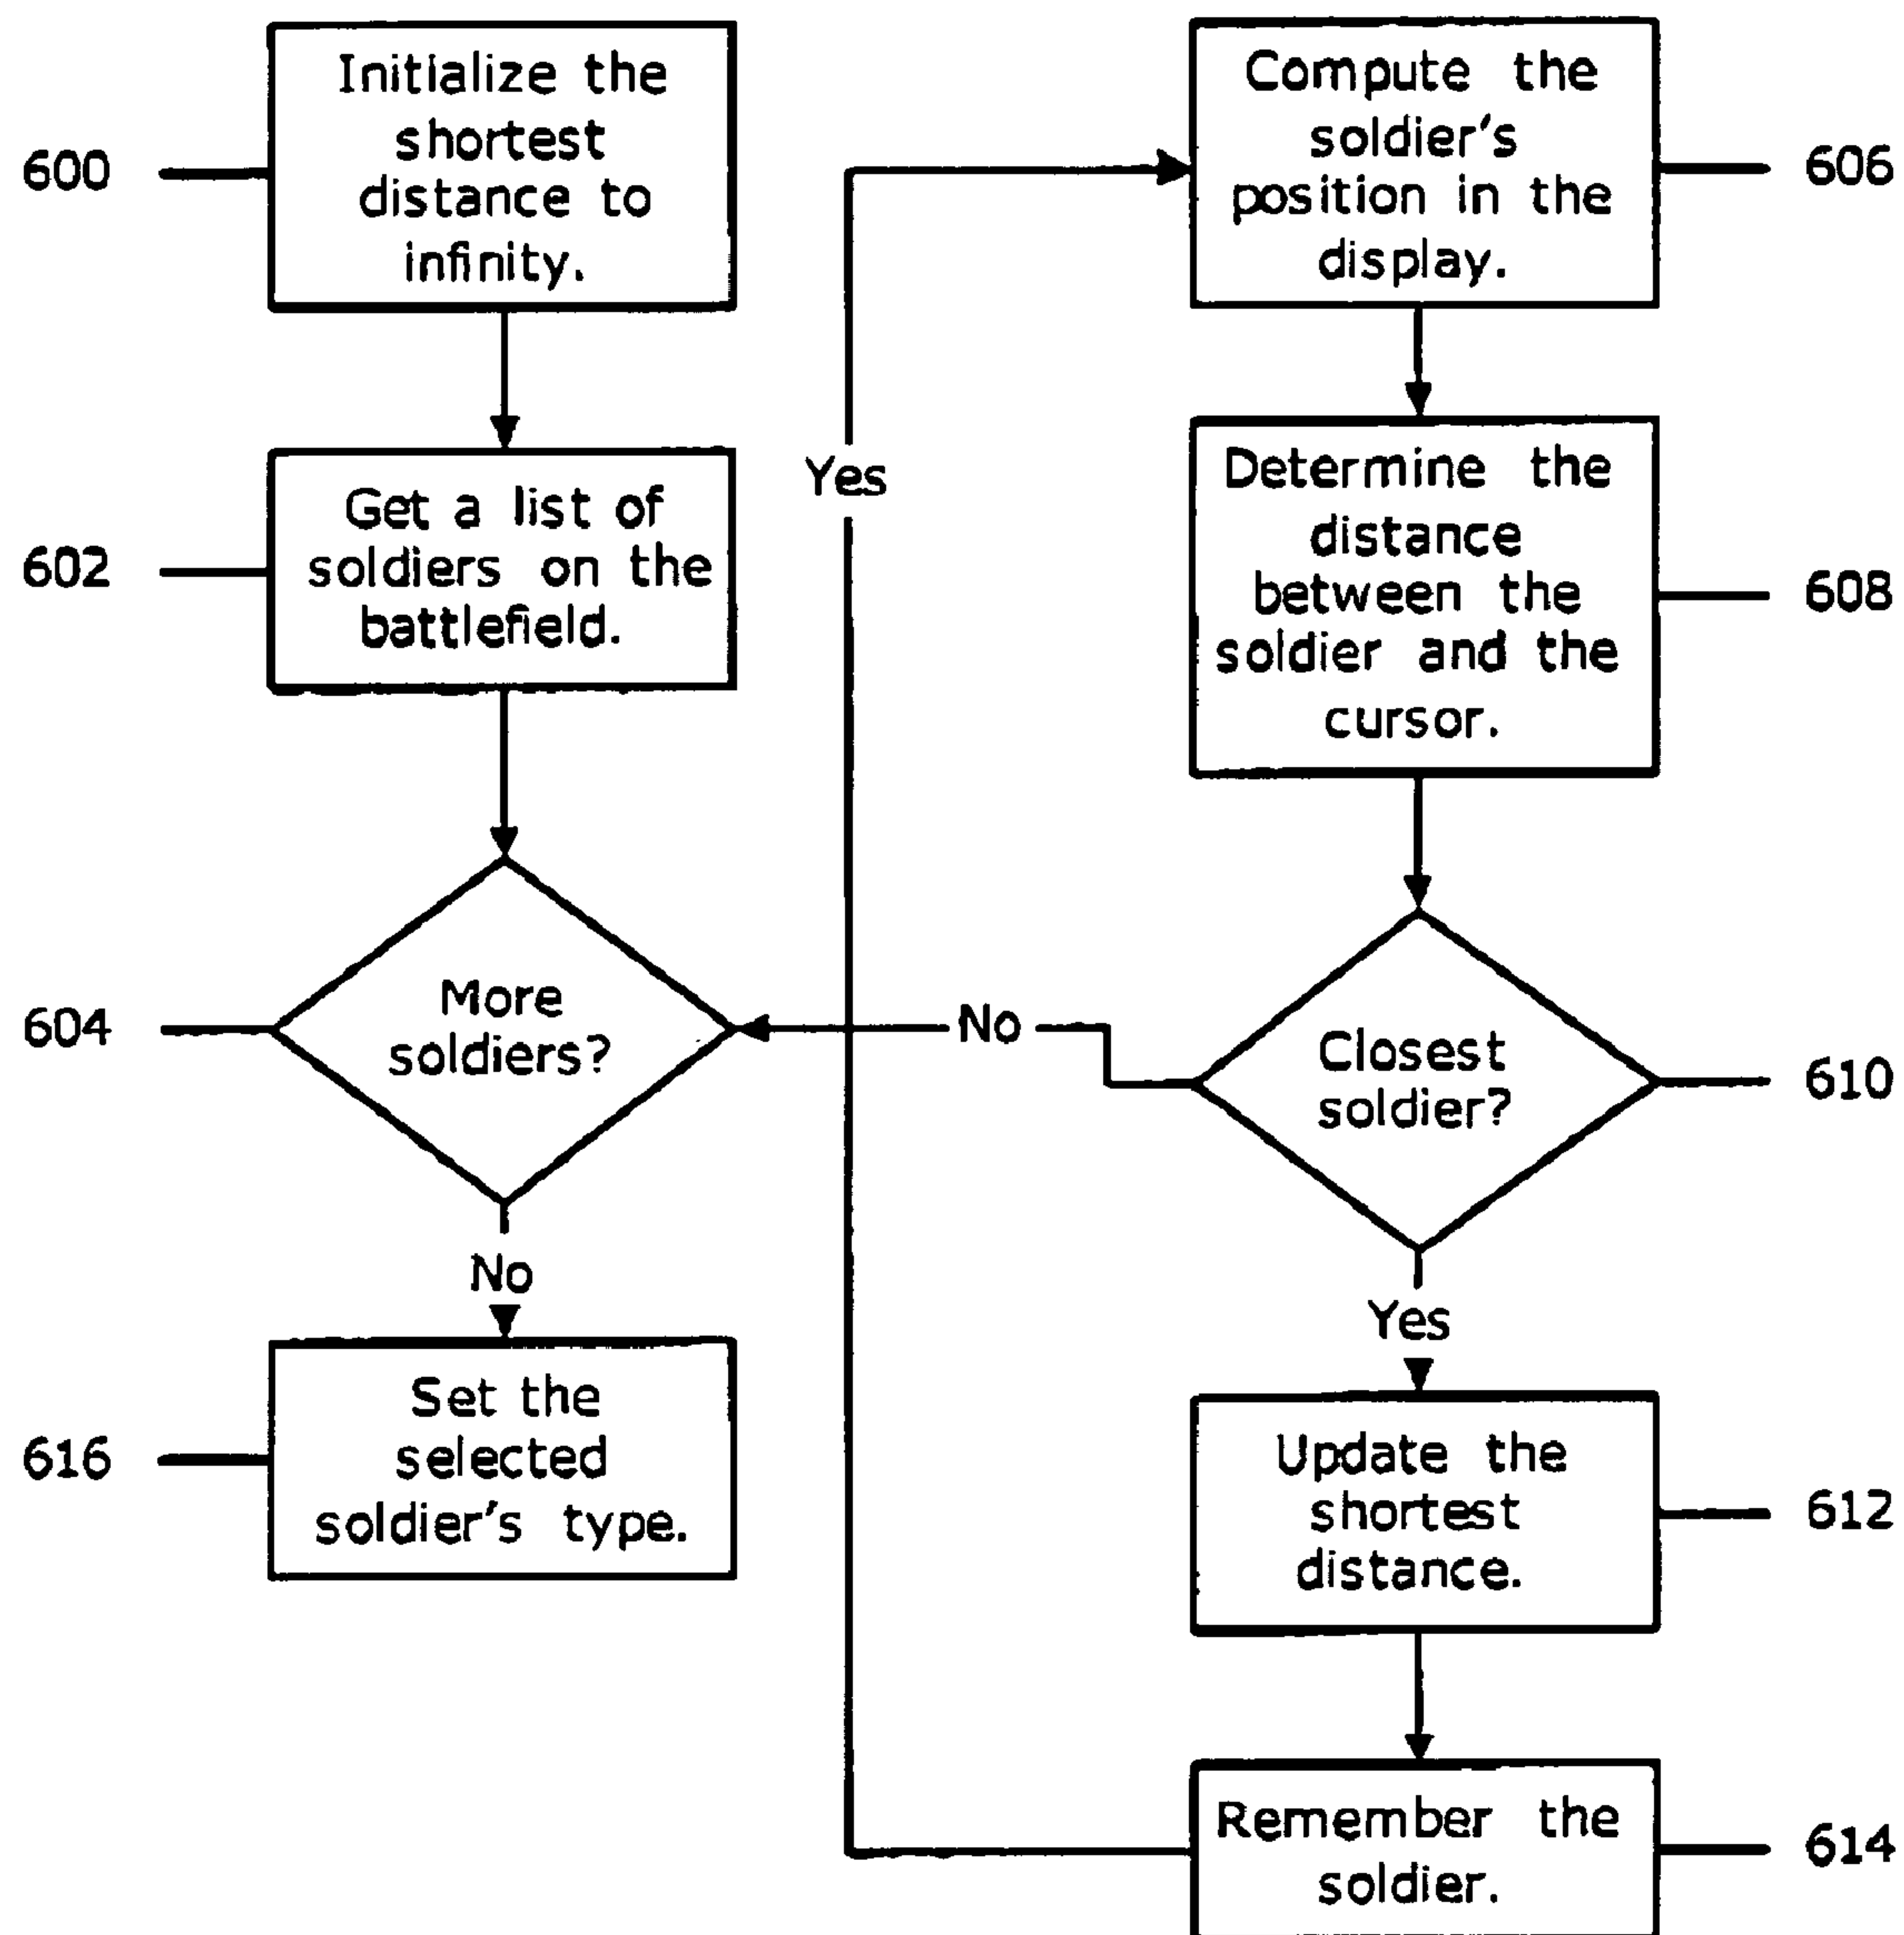 600
Initialize the
shortest
distance to
infinity.
602
Get a list of
soldiers on the
battlefield.
604
More
soldiers?
No
616
Set the
selected
soldier's type.
Yes
Compute the
soldier's
position in the
display.
606
Determine the
distance
between the
soldier and the
cursor.
608
No
Closest
soldier?
610
Yes
Update the
shortest
distance.
612
Remember the
soldier.
614